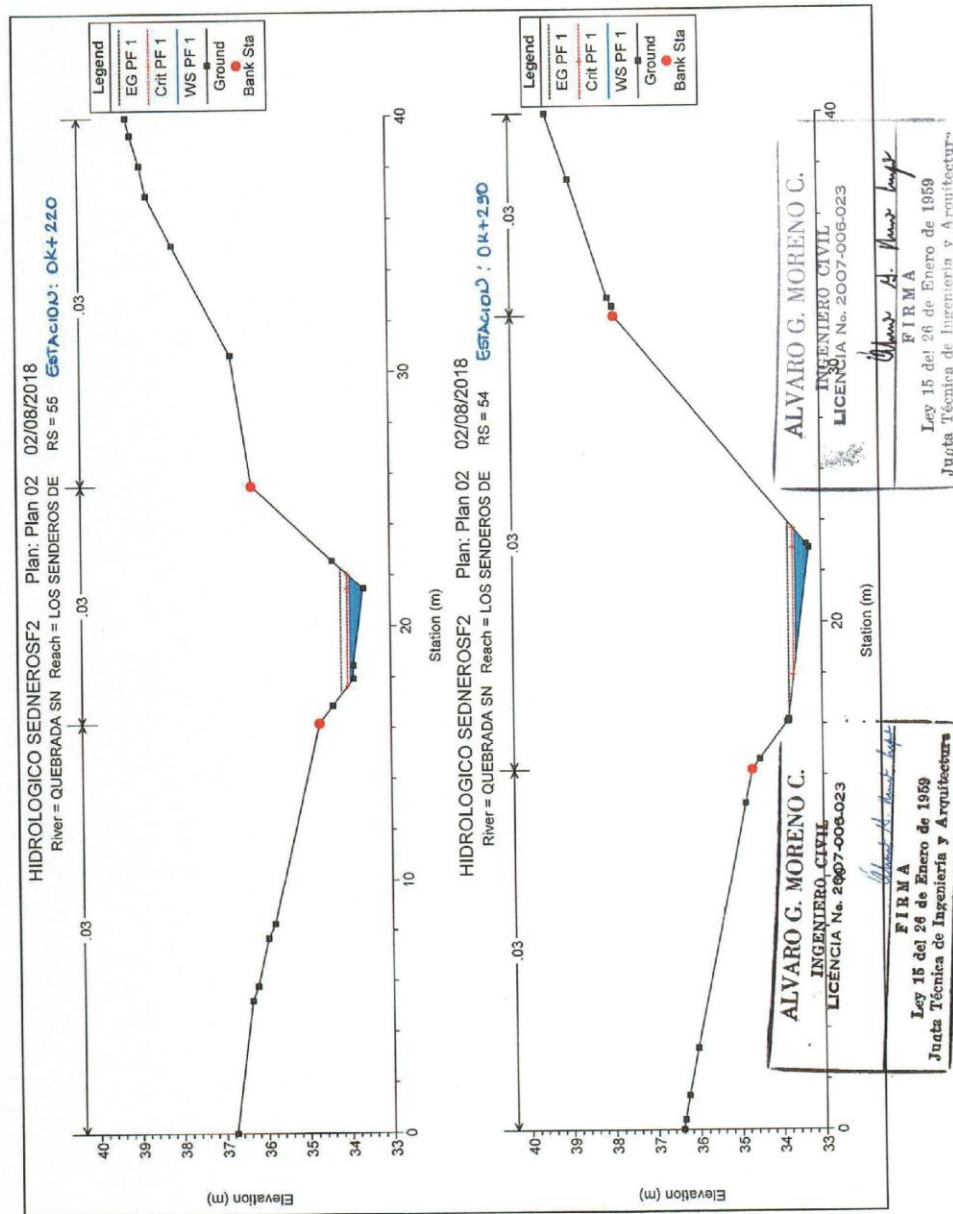 HIDROLOGICO SEDNEROSF2 Plan: Plan 02 02/08/2018
River = QUEBRADA SN Reach = LOS SENDEROS DE RS = 55 ESTACION: 0K+220
.03
.03
.03
Legend
EG PF 1
Crit PF 1
WS PF 1
Ground
Bank Sta
Elevation (m)
40
39
38
37
36
35
34
33
0
10
20
30
40
Station (m)
HIDROLOGICO SEDNEROSF2 Plan: Plan 02 02/08/2018
River = QUEBRADA SN Reach = LOS SENDEROS DE RS = 54 ESTACION: 0K+230
.03
.03
.03
Legend
EG PF 1
Crit PF 1
WS PF 1
Ground
Bank Sta
Elevation (m)
40
39
38
37
36
35
34
33
0
20
30
40
Station (m)
ALVARO G. MORENO C.
INGENIERO CIVIL
LICENCIA No. 2007-006-023
FIRMA
Ley 15 del 26 de Enero de 1959
Junta Técnica de Ingeniería y Arquitectura
ALVARO G. MORENO C.
INGENIERO CIVIL
LICENCIA No. 2007-006-023
FIRMA
Ley 15 del 26 de Enero de 1959
Junta Técnica de Ingeniería y Arquitectura